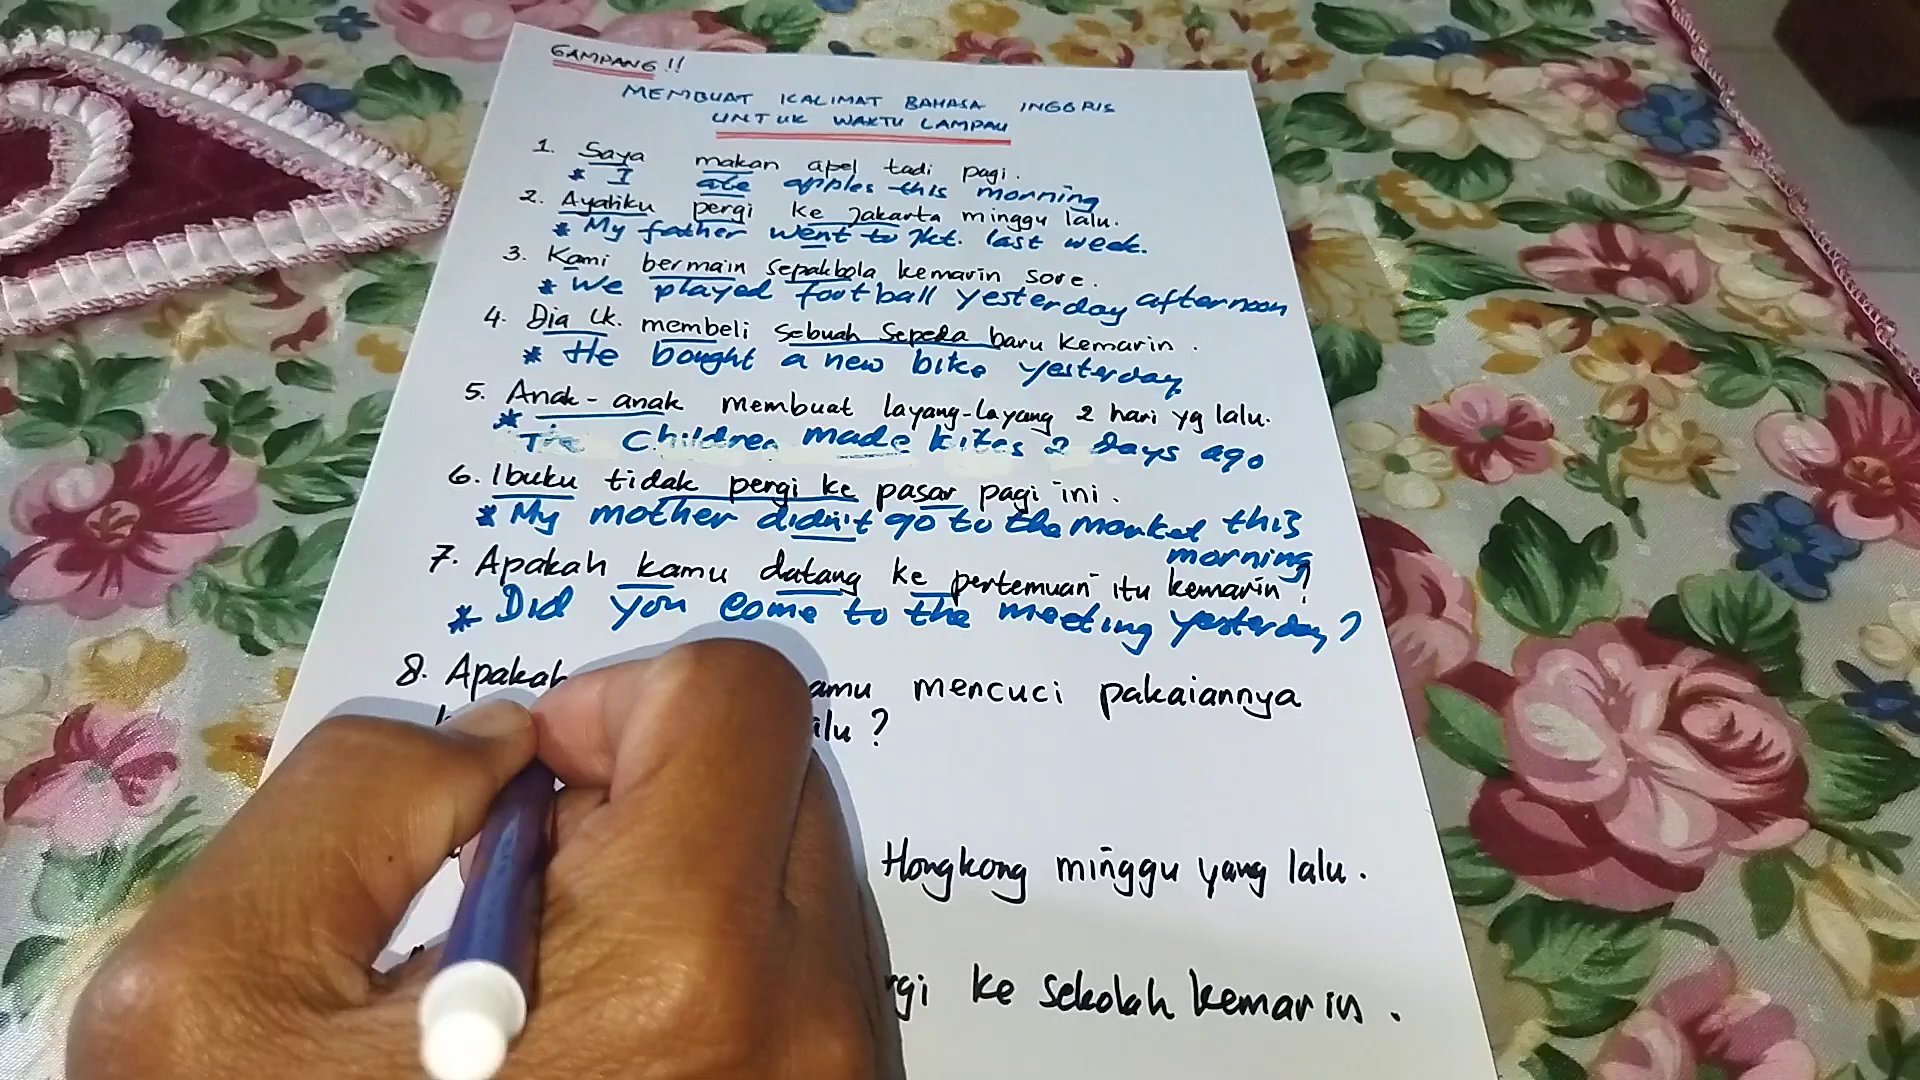 GAMPANG!!
MEMBUAT KALIMAT BAHASA INGGRIS
UNTUK WAKTU LAMPAU
1. Saya makan apel tadi pagi.
* I ate apples this morning
2. Ayahku pergi ke Jakarta minggu lalu.
* My father went to Jkt. last week.
3. Kami bermain sepakbola kemarin sore.
* We played football yesterday afternoon
4. Dia Lk. membeli sebuah sepeda baru kemarin.
* He bought a new bike yesterday
5. Anak-anak membuat layang-layang 2 hari yg lalu.
* The children made kites 2 days ago
6. Ibuku tidak pergi ke pasar pagi ini.
* My mother didn't go to the market this
morning
7. Apakah kamu datang ke pertemuan itu kemarin?
* Did you come to the meeting yesterday?
8. Apakah amu mencuci pakaiannya
alu?
Hongkong minggu yang lalu.
rgi ke sekolah kemarin.